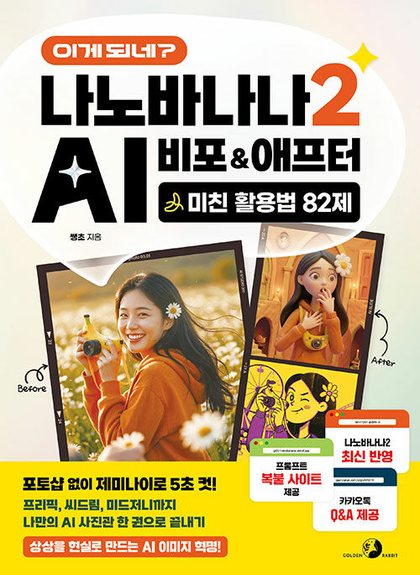 이게 되네?
나노바나나2
AI 비포 & 애프터
미친 활용법 82제
쌩초 지음
Before
After
나노바나나2
최신 반영
프롬프트
복붙 사이트
제공
카카오톡
Q&A 제공
포토샵 없이 제미나이로 5초 컷!
프리픽, 씨드림, 미드저니까지
나만의 AI 사진관 한 권으로 끝내기
상상을 현실로 만드는 AI 이미지 혁명!
GOLDEN RABBIT